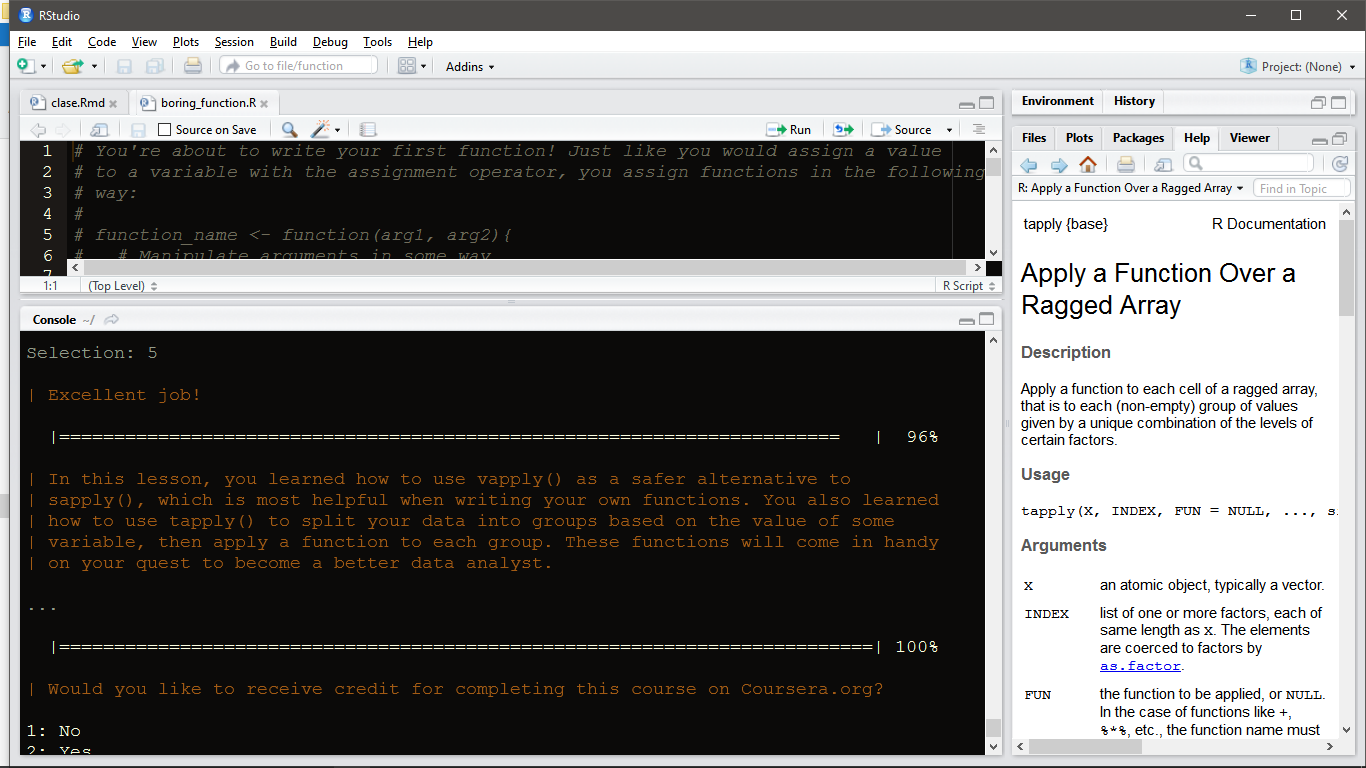 RStudio
File Edit Code View Plots Session Build Debug Tools Help
Go to file/function Addins Project: (None)
clase.Rmd boring_function.R
Source on Save Run Source
1 # You're about to write your first function! Just like you would assign a value
2 # to a variable with the assignment operator, you assign functions in the following
3 # way:
4 #
5 # function_name <- function(arg1, arg2){
6 # # Manipulate arguments in some way
7
1:1 (Top Level) R Script
Console ~/
Selection: 5
| Excellent job!
|=======================================================================   |  96%
| In this lesson, you learned how to use vapply() as a safer alternative to
| sapply(), which is most helpful when writing your own functions. You also learned
| how to use tapply() to split your data into groups based on the value of some
| variable, then apply a function to each group. These functions will come in handy
| on your quest to become a better data analyst.
...
|==========================================================================| 100%
| Would you like to receive credit for completing this course on Coursera.org?
1: No
2: Yes
Environment History
Files Plots Packages Help Viewer
R: Apply a Function Over a Ragged Array Find in Topic
tapply {base} R Documentation
Apply a Function Over a
Ragged Array
Description
Apply a function to each cell of a ragged array,
that is to each (non-empty) group of values
given by a unique combination of the levels of
certain factors.
Usage
tapply(X, INDEX, FUN = NULL, ..., s
Arguments
X an atomic object, typically a vector.
INDEX list of one or more factors, each of
same length as X. The elements
are coerced to factors by
as.factor.
FUN the function to be applied, or NULL.
In the case of functions like +,
%*%, etc., the function name must